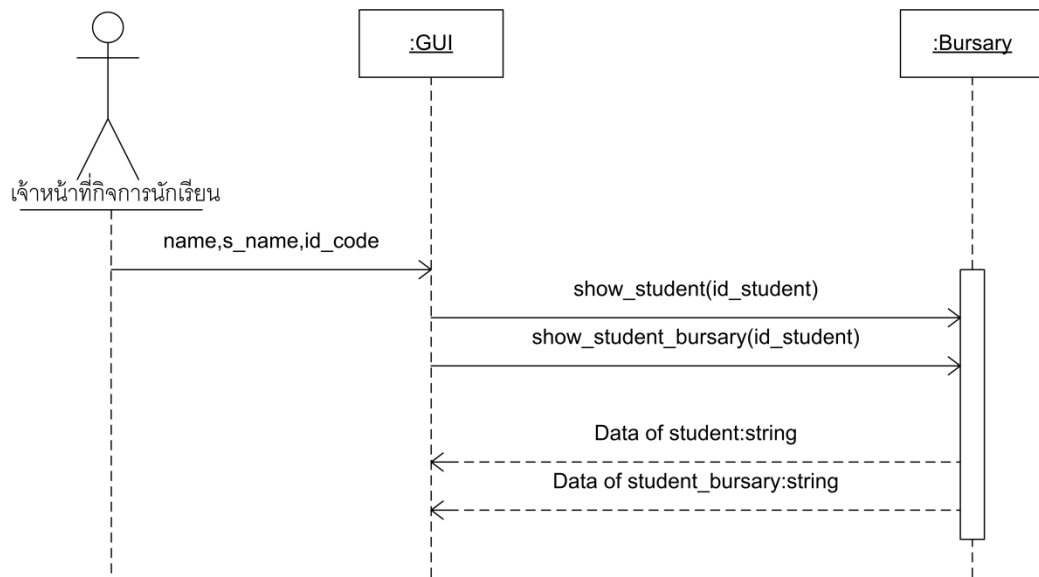 :GUI
:Bursary
เจ้าหน้าที่กิจการนักเรียน
name,s_name,id_code
show_student(id_student)
show_student_bursary(id_student)
Data of student:string
Data of student_bursary:string